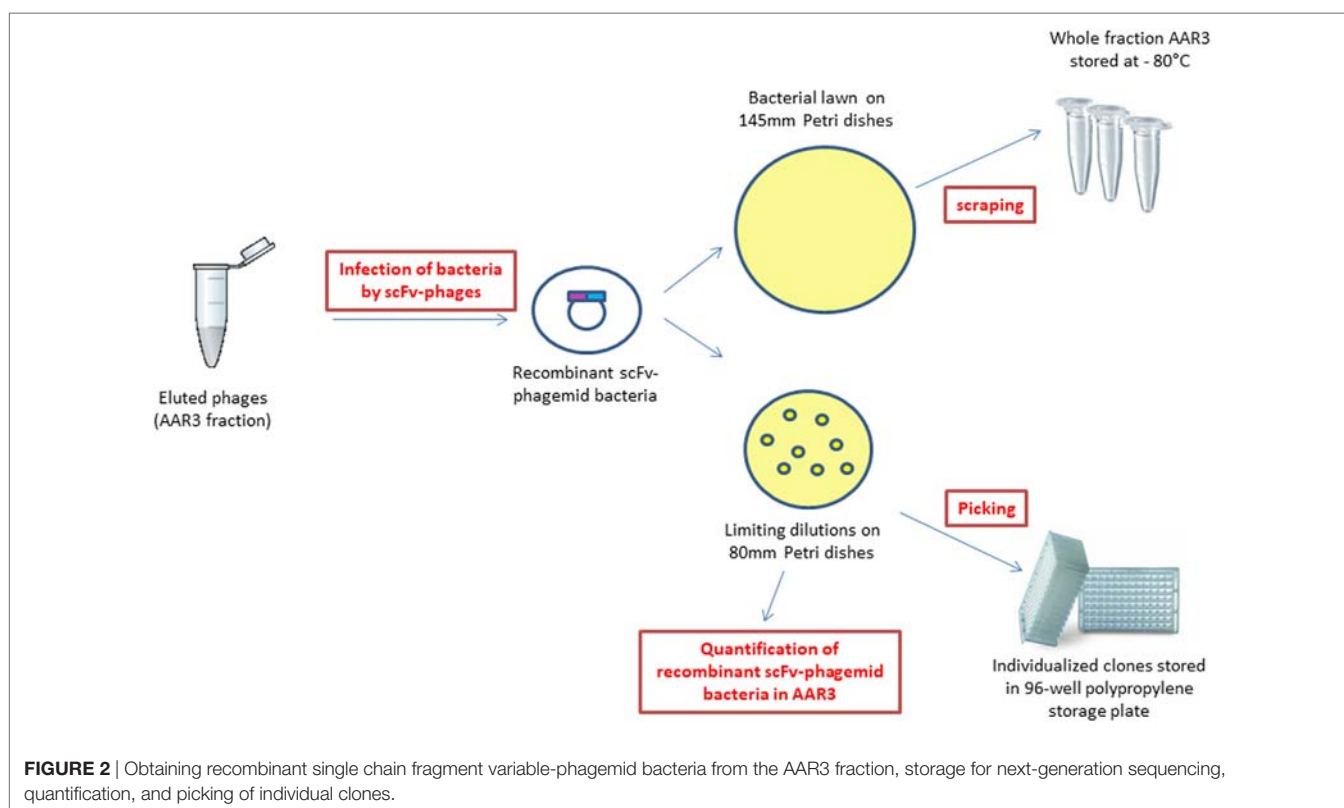 Whole fraction AAR3
stored at - 80°C
Bacterial lawn on
145mm Petri dishes
scraping
Infection of bacteria
by scFv-phages
Eluted phages
(AAR3 fraction)
Recombinant scFv-
phagemid bacteria
Limiting dilutions on
80mm Petri dishes
Picking
Quantification of
recombinant scFv-phagemid
bacteria in AAR3
Individualized clones stored
in 96-well polypropylene
storage plate
FIGURE 2 | Obtaining recombinant single chain fragment variable-phagemid bacteria from the AAR3 fraction, storage for next-generation sequencing,
quantification, and picking of individual clones.